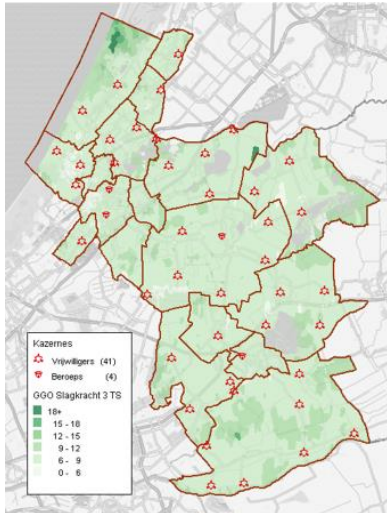 Kazernes
Vrijwilligers (41)
Beroeps (4)
GGO Slagkracht 3 TS
18+
15 - 18
12 - 15
9 - 12
6 - 9
0 - 6